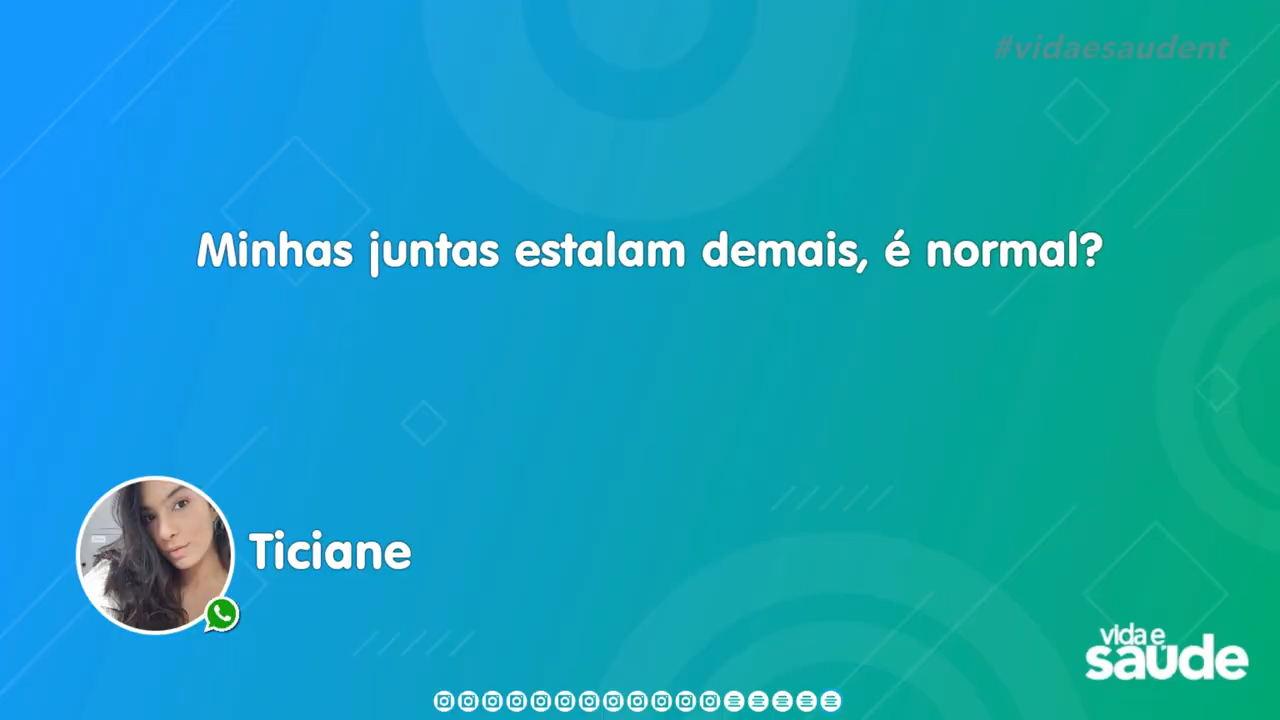 #vidaesaudent
Minhas juntas estalam demais, é normal?
Ticiane
vida e
saúde